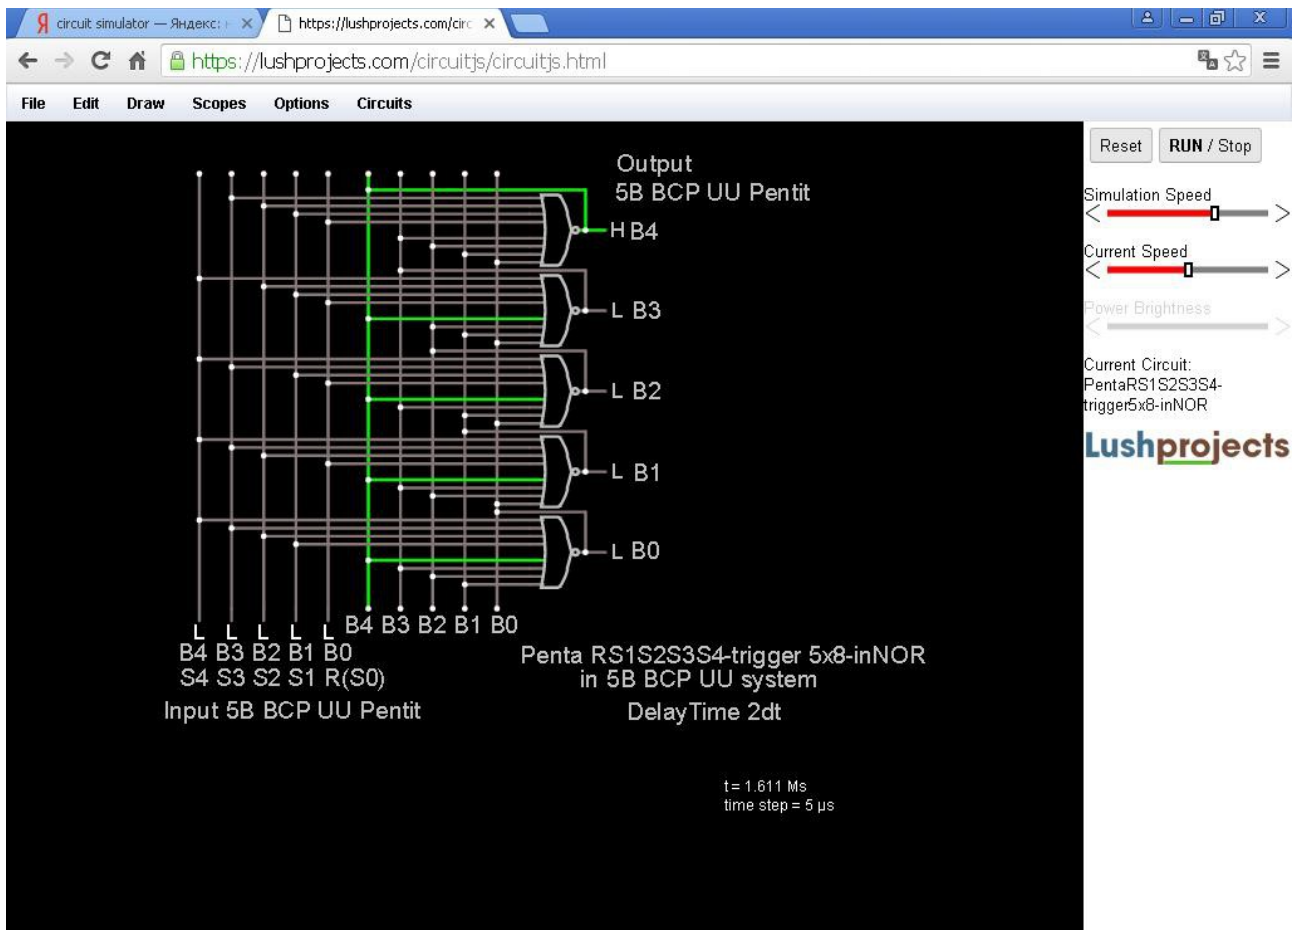 Я circuit simulator — Яндекс: н
https://lushprojects.com/circ
https://lushprojects.com/circuitjs/circuitjs.html
File Edit Draw Scopes Options Circuits
Reset RUN / Stop
Simulation Speed
Current Speed
Power Brightness
Current Circuit:
PentaRS1S2S3S4-
trigger5x8-inNOR
Lushprojects
Output
5B BCP UU Pentit
H B4
L B3
L B2
L B1
L B0
B4 B3 B2 B1 B0
L L L L L
B4 B3 B2 B1 B0
S4 S3 S2 S1 R(S0)
Input 5B BCP UU Pentit
Penta RS1S2S3S4-trigger 5x8-inNOR
in 5B BCP UU system
DelayTime 2dt
t = 1.611 Ms
time step = 5 µs